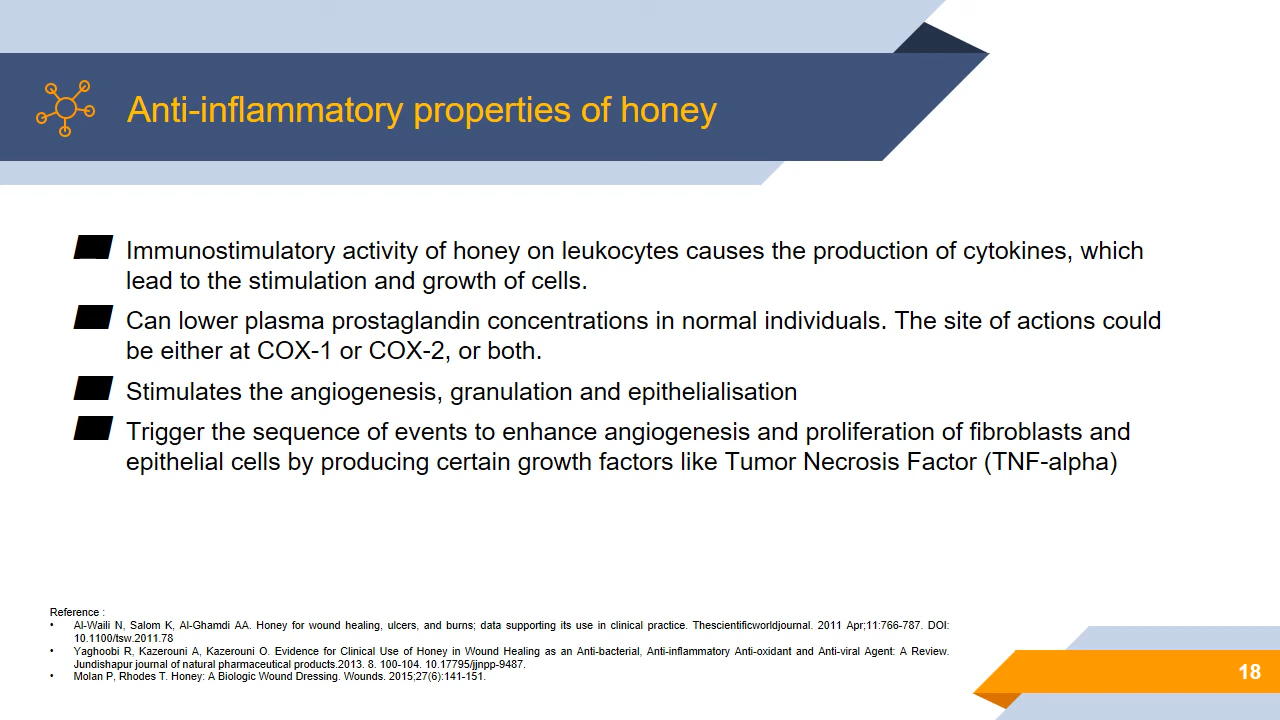 Anti-inflammatory properties of honey
Immunostimulatory activity of honey on leukocytes causes the production of cytokines, which
lead to the stimulation and growth of cells.
Can lower plasma prostaglandin concentrations in normal individuals. The site of actions could
be either at COX-1 or COX-2, or both.
Stimulates the angiogenesis, granulation and epithelialisation
Trigger the sequence of events to enhance angiogenesis and proliferation of fibroblasts and
epithelial cells by producing certain growth factors like Tumor Necrosis Factor (TNF-alpha)
Reference :
• Al-Waili N, Salom K, Al-Ghamdi AA. Honey for wound healing, ulcers, and burns; data supporting its use in clinical practice. Thescientificworldjournal. 2011 Apr;11:766-787. DOI:
10.1100/tsw.2011.78
• Yaghoobi R, Kazerouni A, Kazerouni O. Evidence for Clinical Use of Honey in Wound Healing as an Anti-bacterial, Anti-inflammatory Anti-oxidant and Anti-viral Agent: A Review.
Jundishapur journal of natural pharmaceutical products.2013. 8. 100-104. 10.17795/jjnpp-9487.
• Molan P, Rhodes T. Honey: A Biologic Wound Dressing. Wounds. 2015;27(6):141-151.
18